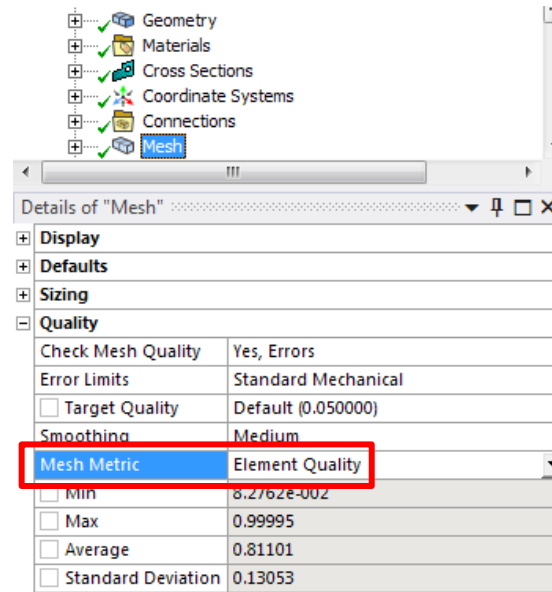 Geometry
Materials
Cross Sections
Coordinate Systems
Connections
Mesh
Details of "Mesh"
Display
Defaults
Sizing
Quality
Check Mesh Quality Yes, Errors
Error Limits Standard Mechanical
Target Quality Default (0.050000)
Smoothing Medium
Mesh Metric Element Quality
Min 8.2762e-002
Max 0.99995
Average 0.81101
Standard Deviation 0.13053